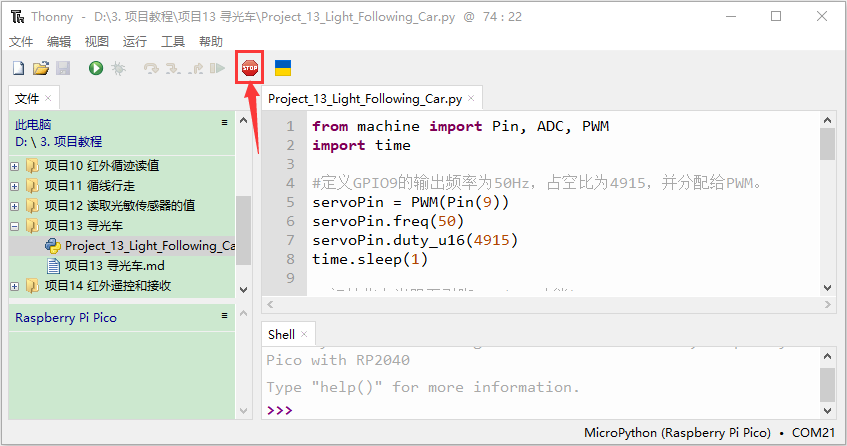 Thonny - D:\3. 项目教程\项目13 寻光车\Project_13_Light_Following_Car.py @ 74 : 22
文件 编辑 视图 运行 工具 帮助
STOP
文件 ×
此电脑
D: \ 3. 项目教程
项目10 红外循迹读值
项目11 循线行走
项目12 读取光敏传感器的值
项目13 寻光车
Project_13_Light_Following_Ca
项目13 寻光车.md
项目14 红外遥控和接收
Raspberry Pi Pico
Project_13_Light_Following_Car.py ×
1 from machine import Pin, ADC, PWM
2 import time
3
4 #定义GPIO9的输出频率为50Hz，占空比为4915，并分配给PWM。
5 servoPin = PWM(Pin(9))
6 servoPin.freq(50)
7 servoPin.duty_u16(4915)
8 time.sleep(1)
9
Shell ×
Pico with RP2040
Type "help()" for more information.
>>>
MicroPython (Raspberry Pi Pico) • COM21